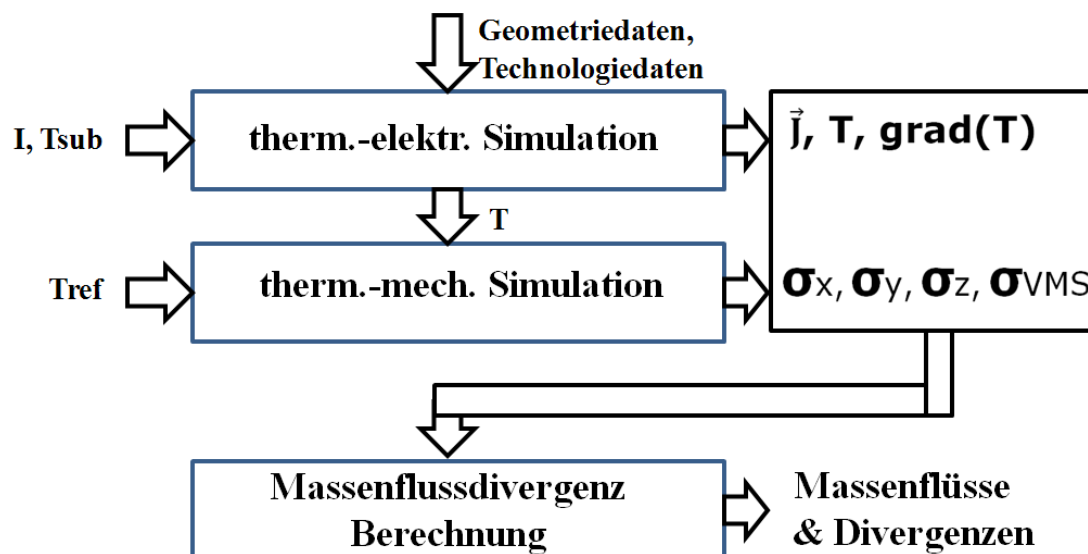 Geometriedaten,
Technologiedaten
I, Tsub
therm.-elektr. Simulation
j⃗, T, grad(T)
T
Tref
therm.-mech. Simulation
σx, σy, σz, σVMS
Massenflussdivergenz
Berechnung
Massenflüsse
& Divergenzen